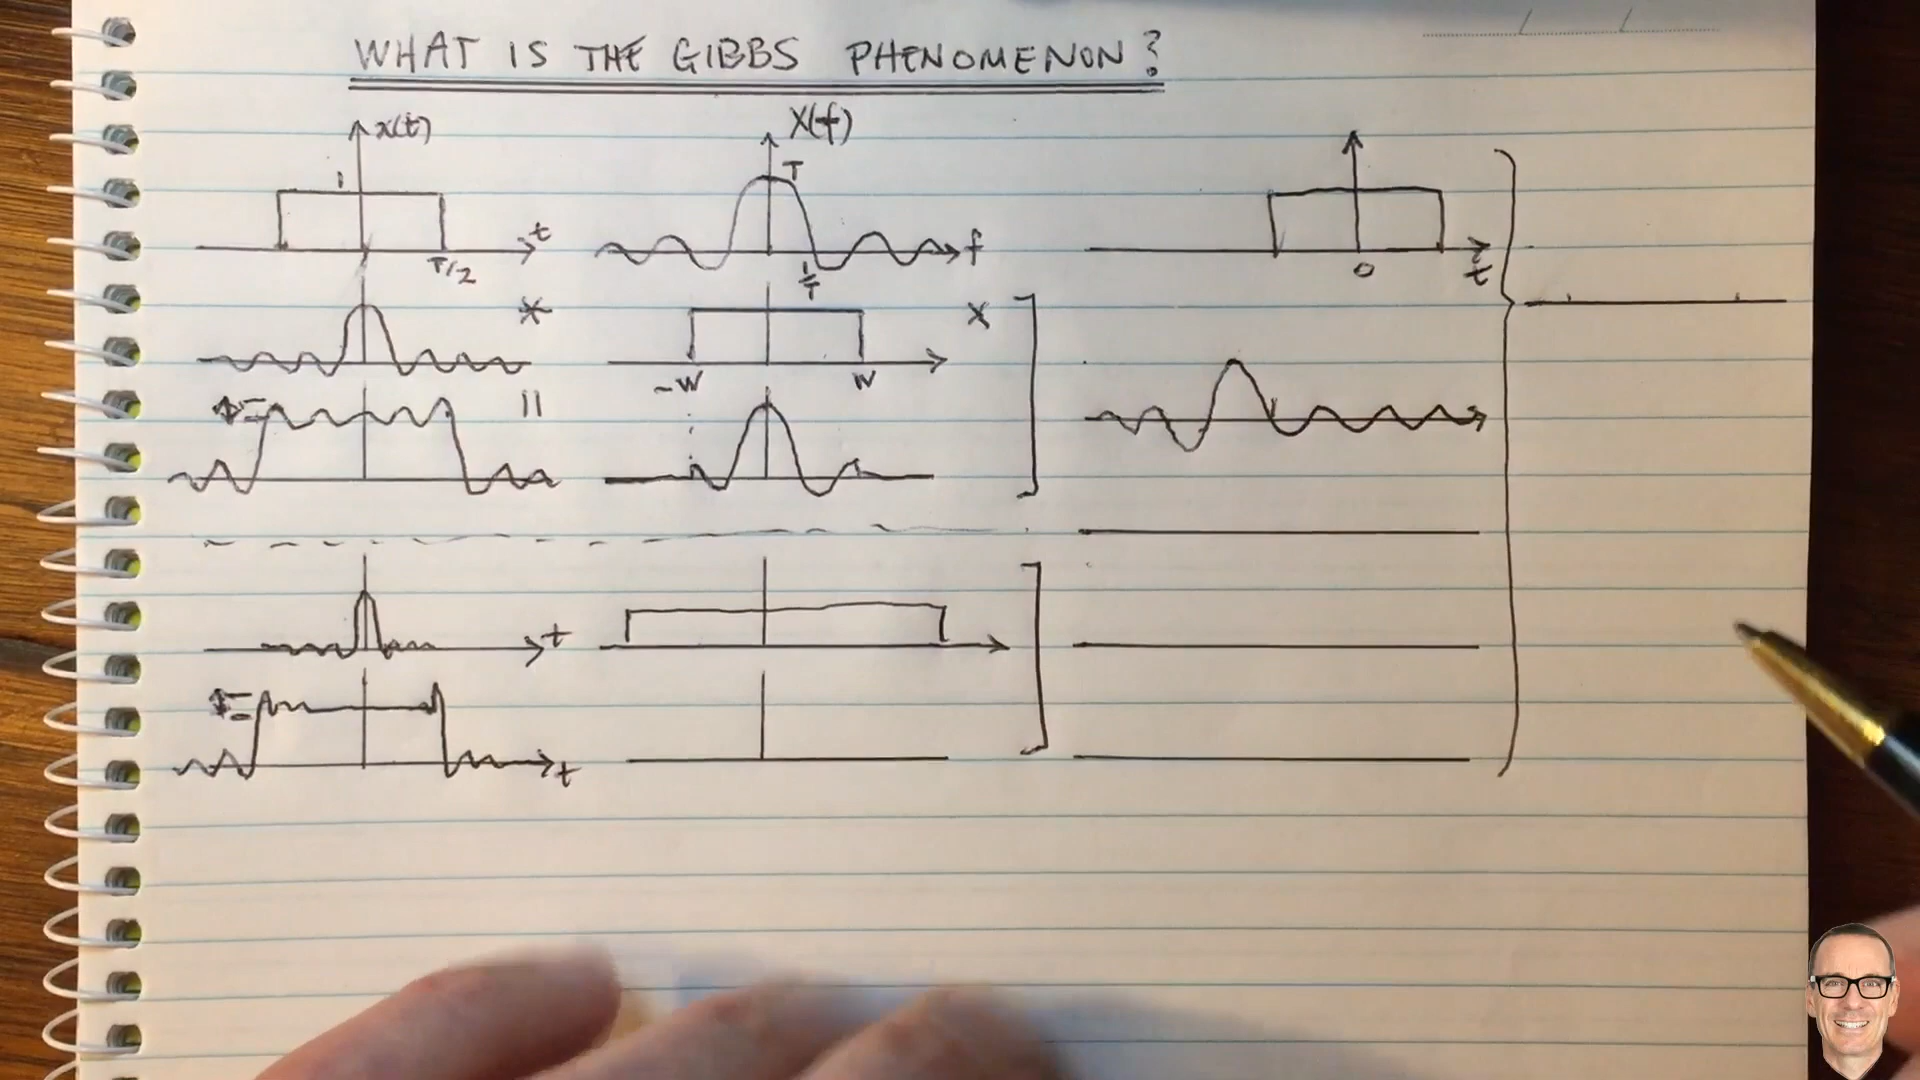 WHAT IS THE GIBBS PHENOMENON?
x(t) X(f)
1 T
t f
T/2 1/T 0 t
* X
-W W
||
t
t